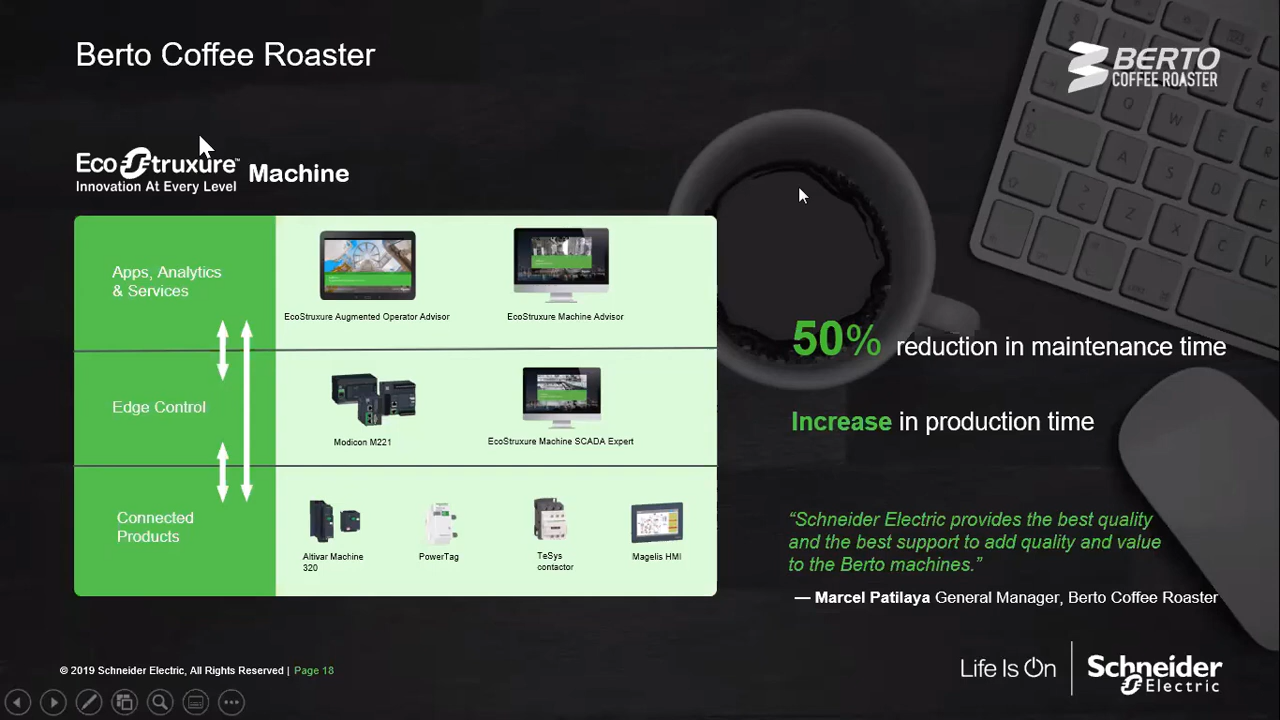 Berto Coffee Roaster
BERTO
COFFEE ROASTER
EcoStruxure™ Machine
Innovation At Every Level
Apps, Analytics
& Services
EcoStruxure Augmented Operator Advisor
EcoStruxure Machine Advisor
50% reduction in maintenance time
Edge Control
Modicon M221
EcoStruxure Machine SCADA Expert
Increase in production time
Connected
Products
Altivar Machine
320
PowerTag
TeSys
contactor
Magelis HMI
“Schneider Electric provides the best quality
and the best support to add quality and value
to the Berto machines.”
— Marcel Patilaya General Manager, Berto Coffee Roaster
© 2019 Schneider Electric, All Rights Reserved | Page 18
Life Is On
Schneider
Electric